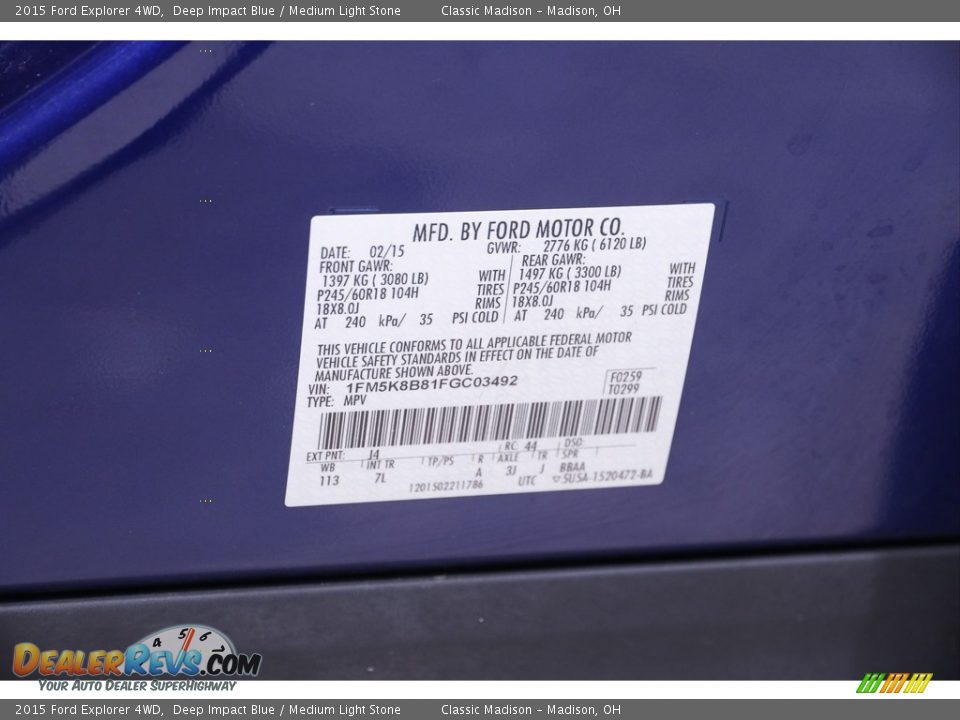 2015 Ford Explorer 4WD, Deep Impact Blue / Medium Light Stone Classic Madison - Madison, OH
MFD. BY FORD MOTOR CO.
DATE: 02/15 GVWR: 2776 KG ( 6120 LB)
FRONT GAWR: REAR GAWR:
1397 KG ( 3080 LB) WITH 1497 KG ( 3300 LB) WITH
P245/60R18 104H TIRES P245/60R18 104H TIRES
18X8.0J RIMS 18X8.0J RIMS
AT 240 kPa/ 35 PSI COLD AT 240 kPa/ 35 PSI COLD
THIS VEHICLE CONFORMS TO ALL APPLICABLE FEDERAL MOTOR
VEHICLE SAFETY STANDARDS IN EFFECT ON THE DATE OF
MANUFACTURE SHOWN ABOVE.
VIN: 1FM5K8B81FGC03492 F0259
TYPE: MPV T0299
EXT PNT: J4 RC: 44 DSO:
WB INT TR TP/PS R AXLE TR SPR
113 7L A 3J J BBAA
1201502211786 UTC 5USA-1520472-BA
4 5 6
DEALERREVS.COM
YOUR AUTO DEALER SUPERHIGHWAY
2015 Ford Explorer 4WD, Deep Impact Blue / Medium Light Stone Classic Madison - Madison, OH